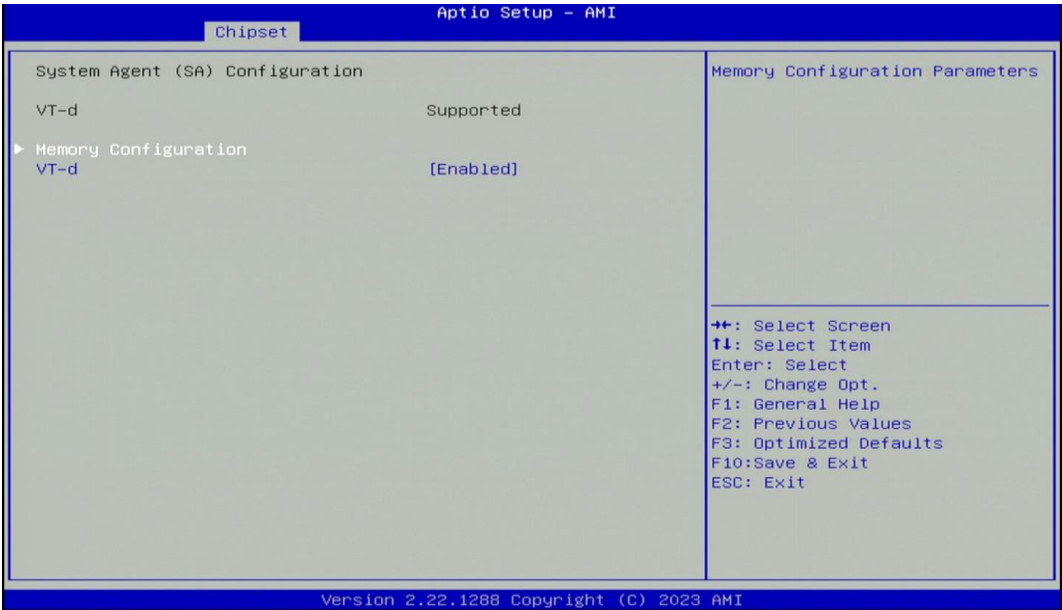 Aptio Setup – AMI
Chipset
System Agent (SA) Configuration
VT-d Supported
▶ Memory Configuration
VT-d [Enabled]
Memory Configuration Parameters
→←: Select Screen
↑↓: Select Item
Enter: Select
+/-: Change Opt.
F1: General Help
F2: Previous Values
F3: Optimized Defaults
F10:Save & Exit
ESC: Exit
Version 2.22.1288 Copyright (C) 2023 AMI